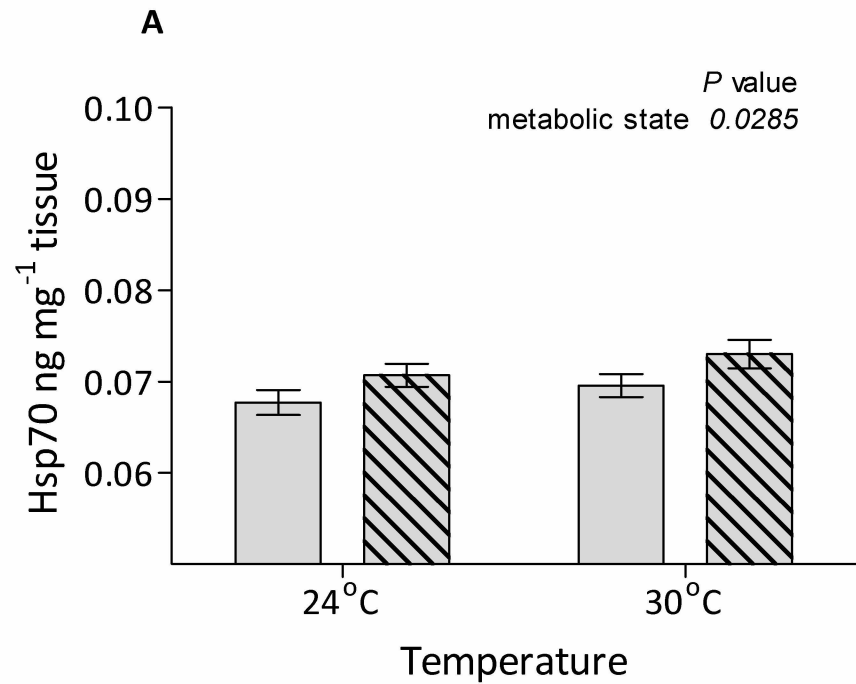 A
P value
metabolic state 0.0285
0.10
0.09
0.08
0.07
0.06
Hsp70 ng mg⁻¹ tissue
24°C
30°C
Temperature